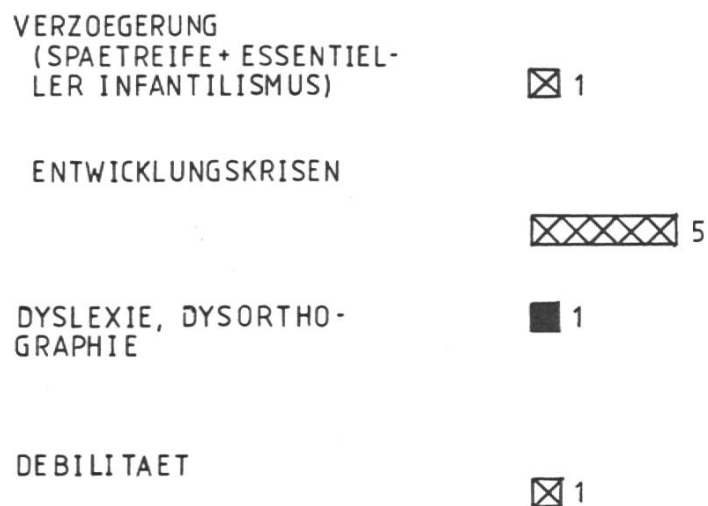 VERZOEGERUNG
(SPAETREIFE+ESSENTIEL-
LER INFANTILISMUS) 1
ENTWICKLUNGSKRISEN
5
DYSLEXIE, DYSORTHO- 1
GRAPHIE
DEBILITAET
1